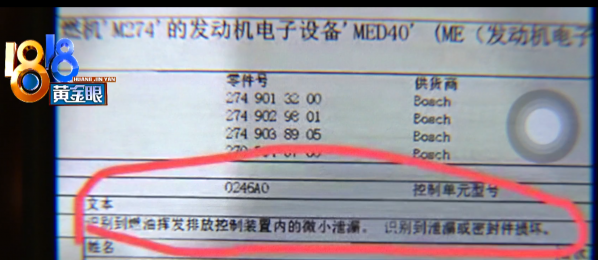 1818
HUANG JIN YAN
黄金眼
燃机'M274'的发动机电子设备'MED40' (ME (发动机电子
零件号 供货商
274 901 32 00 Bosch
274 902 98 01 Bosch
274 903 89 05 Bosch
Bosch
0246A0 控制单元型号
文本
识别到燃油挥发排放控制装置内的微小泄漏。 识别到泄漏或密封件损坏。
姓名